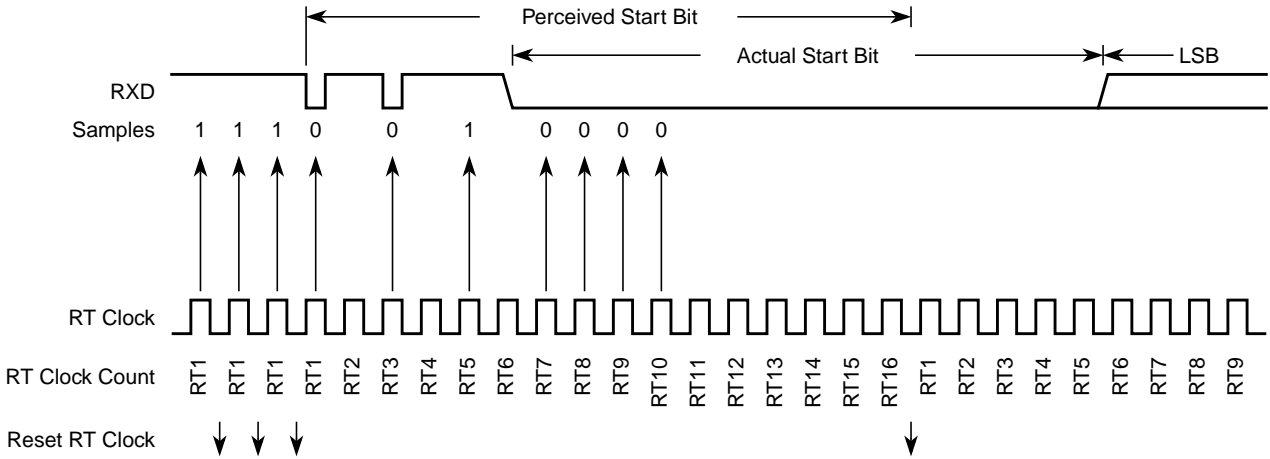 Perceived Start Bit
Actual Start Bit
LSB
RXD
Samples 1 1 1 0 0 1 0 0 0 0
RT Clock
RT Clock Count RT1 RT1 RT1 RT1 RT2 RT3 RT4 RT5 RT6 RT7 RT8 RT9 RT10 RT11 RT12 RT13 RT14 RT15 RT16 RT1 RT2 RT3 RT4 RT5 RT6 RT7 RT8 RT9
Reset RT Clock